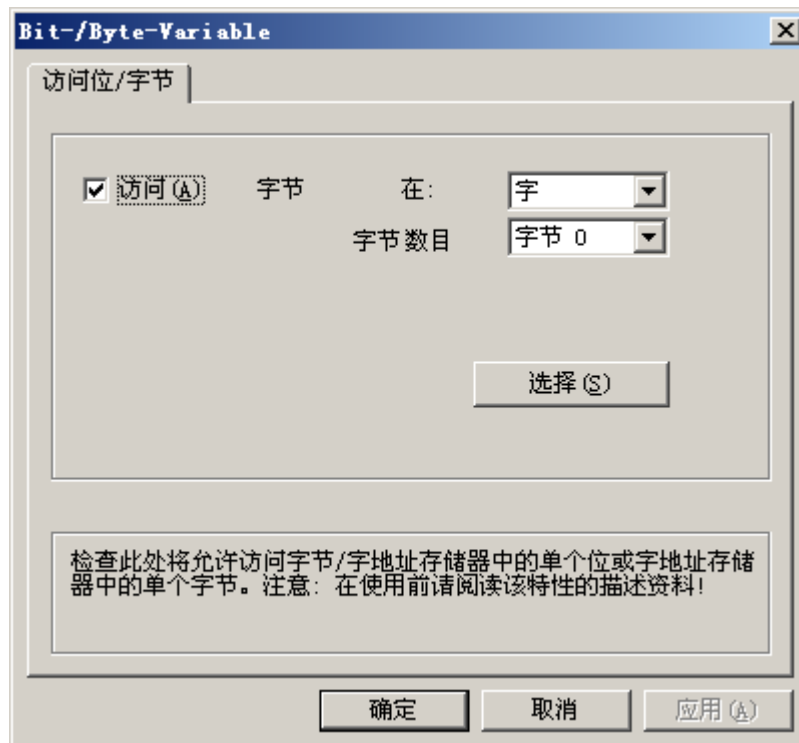 Bit-/Byte-Variable
访问位/字节
访问(A) 字节 在: 字
字节数目 字节 0
选择(S)
检查此处将允许访问字节/字地址存储器中的单个位或字地址存储
器中的单个字节。注意: 在使用前请阅读该特性的描述资料!
确定 取消 应用(A)